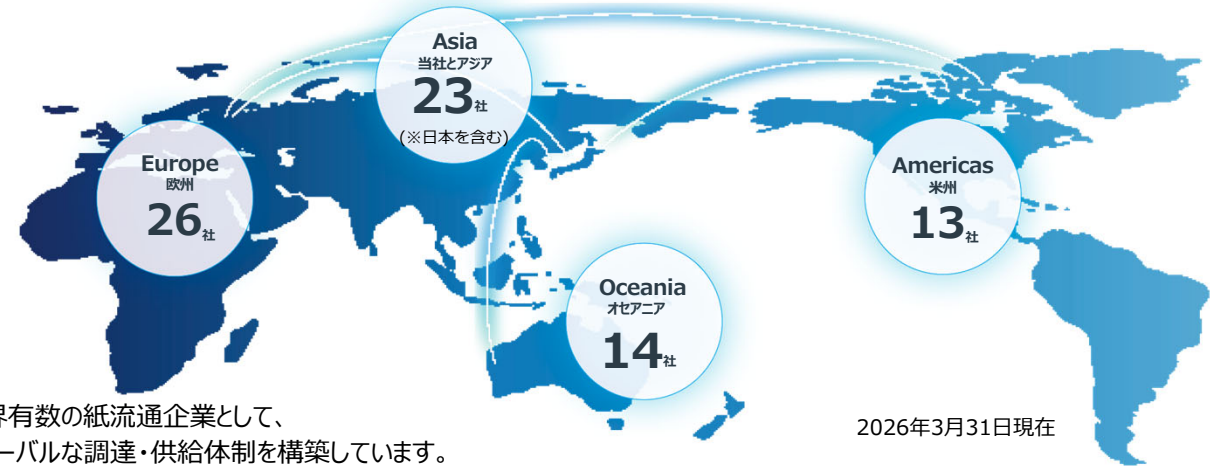 Asia
当社とアジア
23社
(※日本を含む)
Europe
欧州
26社
Americas
米州
13社
Oceania
オセアニア
14社
界有数の紙流通企業として、
ーバルな調達・供給体制を構築しています。
2026年3月31日現在